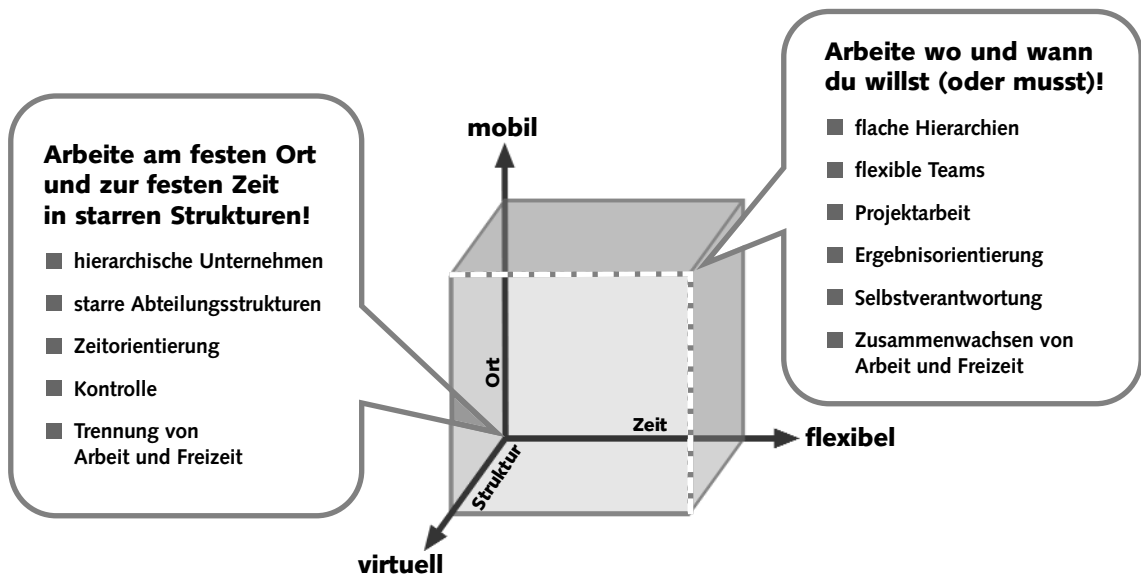 Arbeite am festen Ort
und zur festen Zeit
in starren Strukturen!
hierarchische Unternehmen
starre Abteilungsstrukturen
Zeitorientierung
Kontrolle
Trennung von
Arbeit und Freizeit
mobil
Ort
Zeit
flexibel
Struktur
virtuell
Arbeite wo und wann
du willst (oder musst)!
flache Hierarchien
flexible Teams
Projektarbeit
Ergebnisorientierung
Selbstverantwortung
Zusammenwachsen von
Arbeit und Freizeit